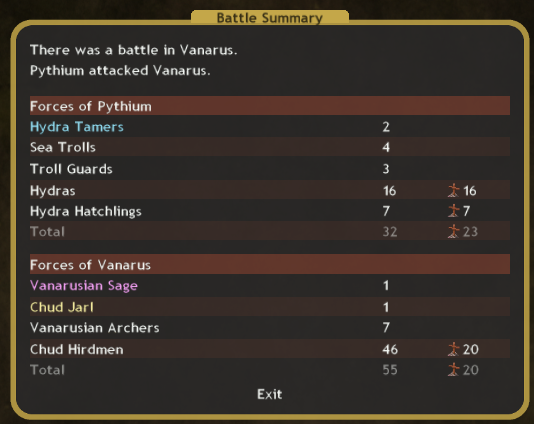 Battle Summary
There was a battle in Vanarus.
Pythium attacked Vanarus.
Forces of Pythium
Hydra Tamers 2
Sea Trolls 4
Troll Guards 3
Hydras 16 16
Hydra Hatchlings 7 7
Total 32 23
Forces of Vanarus
Vanarusian Sage 1
Chud Jarl 1
Vanarusian Archers 7
Chud Hirdmen 46 20
Total 55 20
Exit